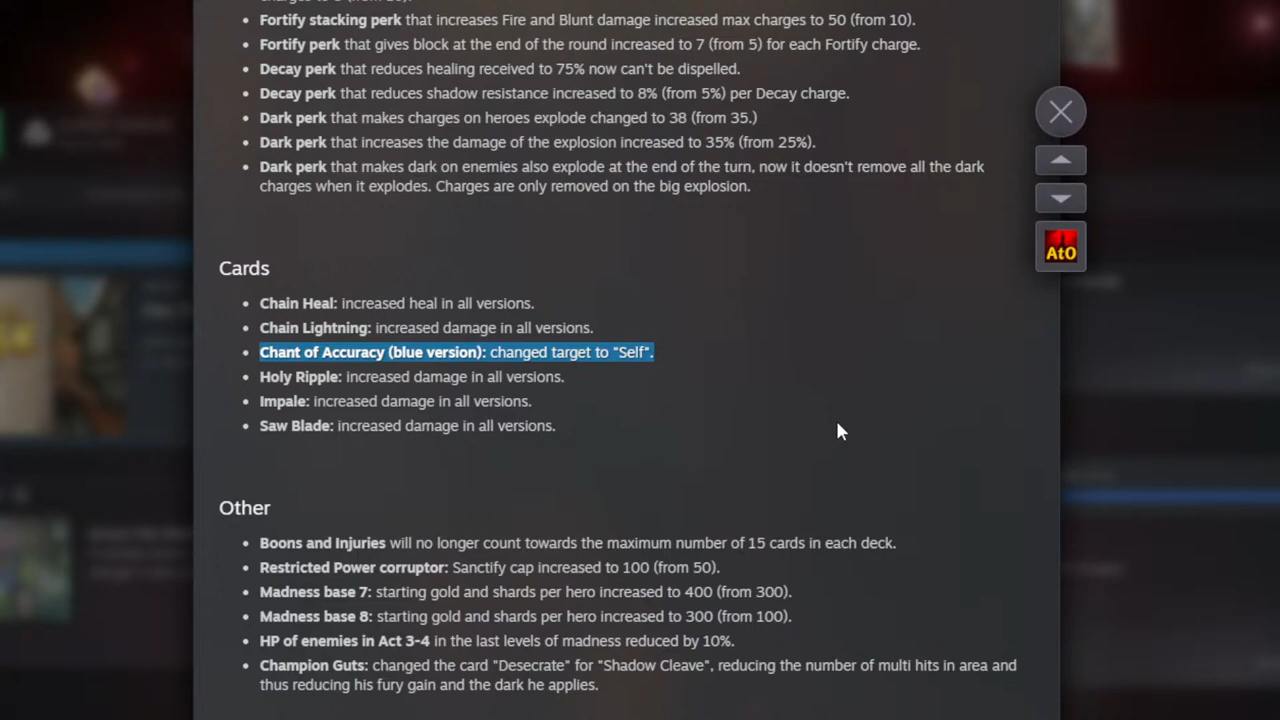 Fortify stacking perk that increases Fire and Blunt damage increased max charges to 50 (from 10).
Fortify perk that gives block at the end of the round increased to 7 (from 5) for each Fortify charge.
Decay perk that reduces healing received to 75% now can't be dispelled.
Decay perk that reduces shadow resistance increased to 8% (from 5%) per Decay charge.
Dark perk that makes charges on heroes explode changed to 38 (from 35.)
Dark perk that increases the damage of the explosion increased to 35% (from 25%).
Dark perk that makes dark on enemies also explode at the end of the turn, now it doesn't remove all the dark
charges when it explodes. Charges are only removed on the big explosion.
Cards
Chain Heal: increased heal in all versions.
Chain Lightning: increased damage in all versions.
Chant of Accuracy (blue version): changed target to "Self".
Holy Ripple: increased damage in all versions.
Impale: increased damage in all versions.
Saw Blade: increased damage in all versions.
Other
Boons and Injuries will no longer count towards the maximum number of 15 cards in each deck.
Restricted Power corruptor: Sanctify cap increased to 100 (from 50).
Madness base 7: starting gold and shards per hero increased to 400 (from 300).
Madness base 8: starting gold and shards per hero increased to 300 (from 100).
HP of enemies in Act 3-4 in the last levels of madness reduced by 10%.
Champion Guts: changed the card "Desecrate" for "Shadow Cleave", reducing the number of multi hits in area and
thus reducing his fury gain and the dark he applies.
AtO